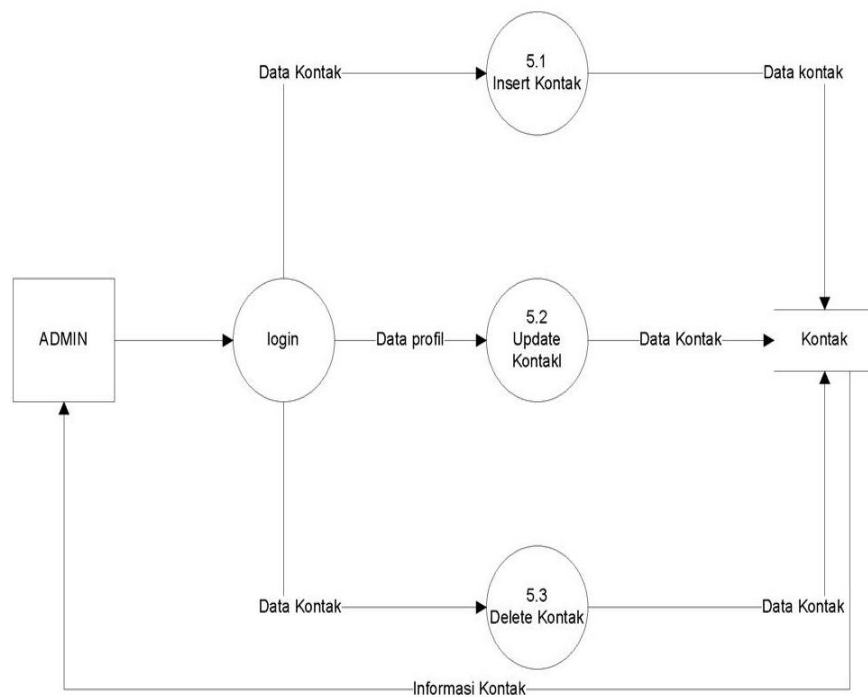 5.1
Insert Kontak
Data Kontak
Data kontak
ADMIN
login
Data profil
5.2
Update
Kontakl
Data Kontak
Kontak
5.3
Delete Kontak
Data Kontak
Data Kontak
Informasi Kontak